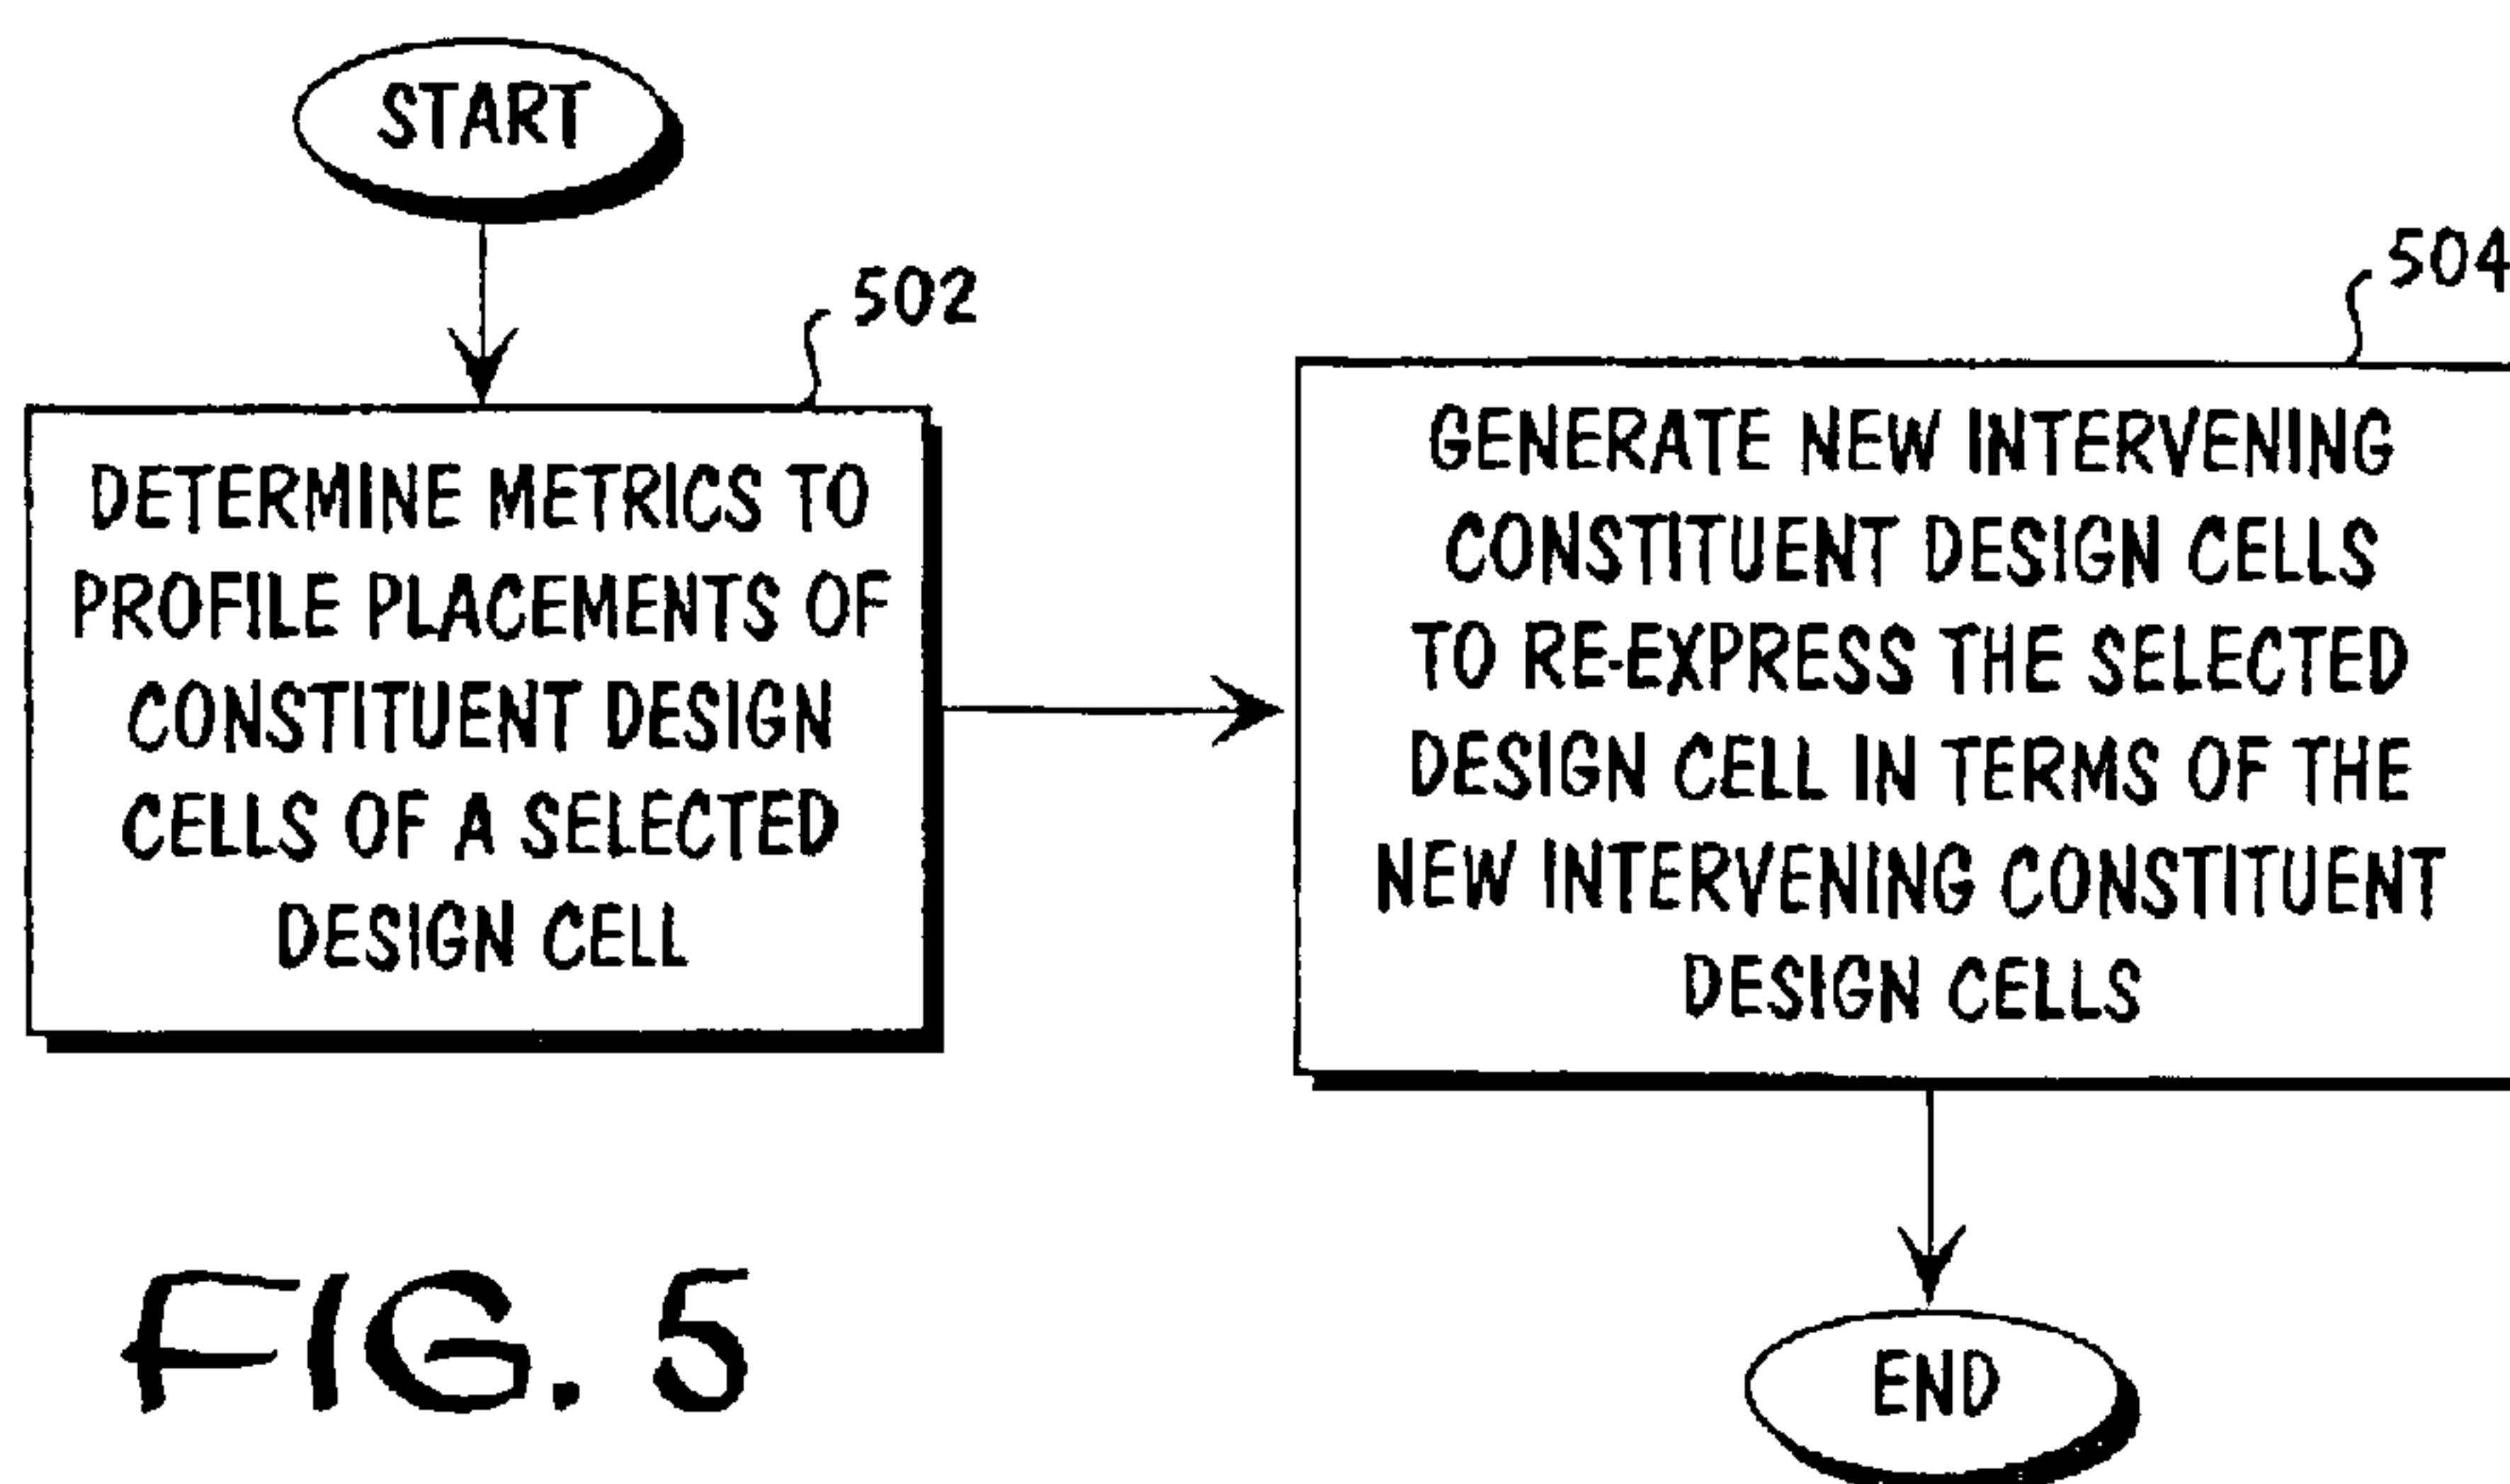 START
502
DETERMINE METRICS TO
PROFILE PLACEMENTS OF
CONSTITUENT DESIGN
CELLS OF A SELECTED
DESIGN CELL
504
GENERATE NEW INTERVENING
CONSTITUENT DESIGN CELLS
TO RE-EXPRESS THE SELECTED
DESIGN CELL IN TERMS OF THE
NEW INTERVENING CONSTITUENT
DESIGN CELLS
END
FIG. 5